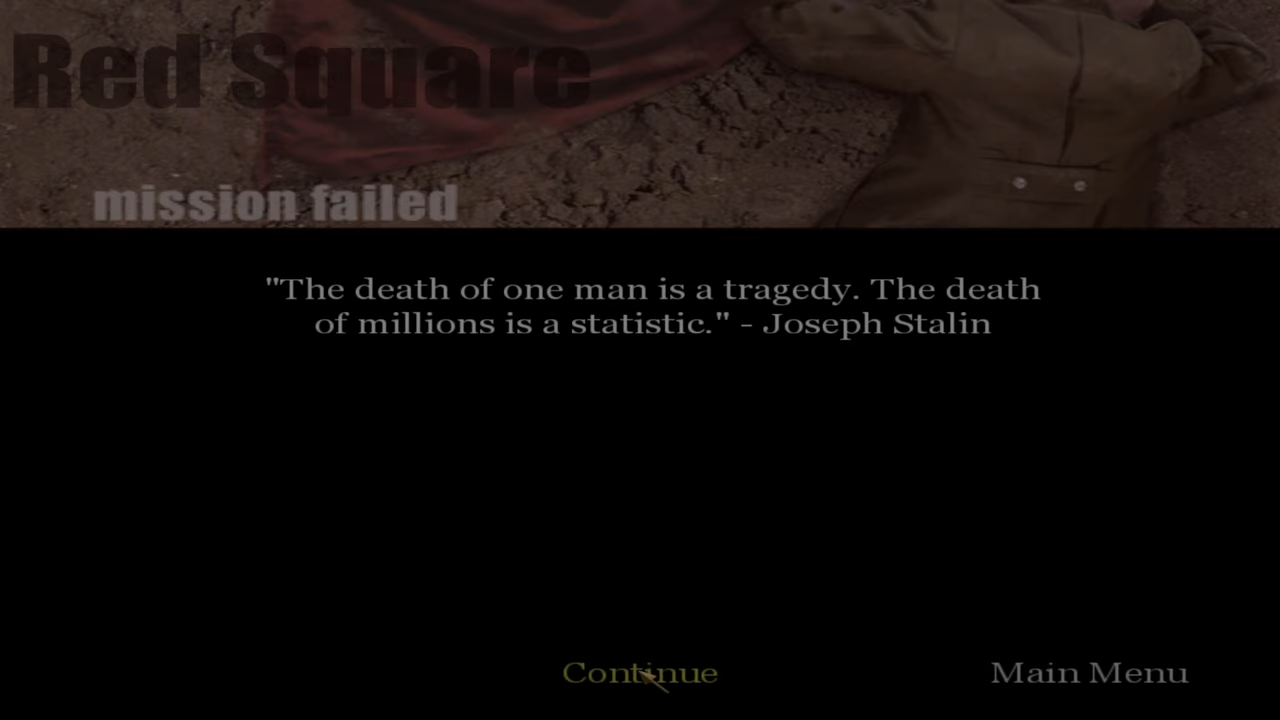 Red Square
mission failed
"The death of one man is a tragedy. The death
of millions is a statistic." - Joseph Stalin
Continue
Main Menu